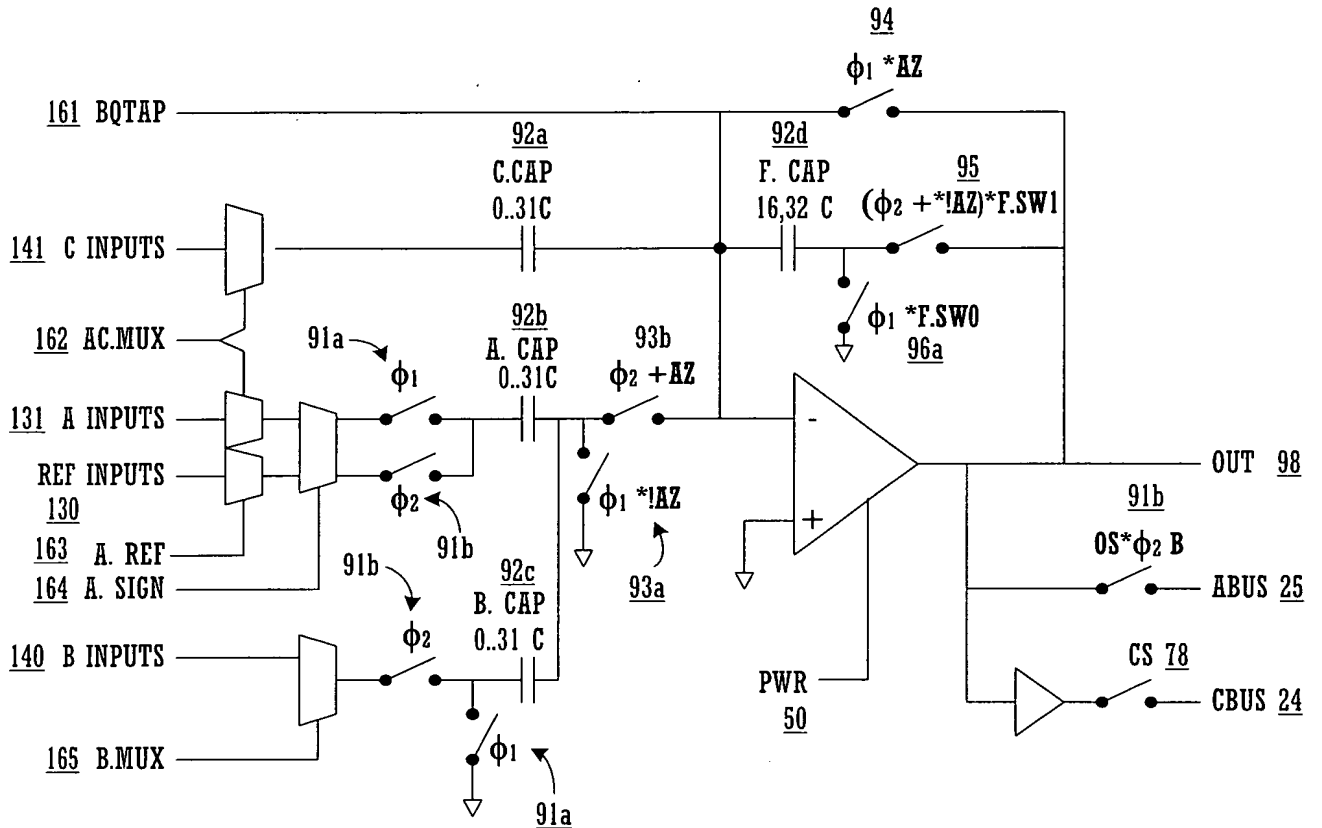 94
ϕ1 *AZ
161 BQTAP
92a
C.CAP
0..31C
92d
F. CAP
16,32 C
95
(ϕ2 +*!AZ)*F.SW1
141 C INPUTS
ϕ1 *F.SW0
96a
162 AC.MUX
91a
ϕ1
92b
A. CAP
0..31C
93b
ϕ2 +AZ
131 A INPUTS
-
REF INPUTS
130
ϕ2
91b
ϕ1 *!AZ
93a
+
OUT 98
163 A. REF
164 A. SIGN
91b
ϕ2
92c
B. CAP
0..31 C
91b
OS*ϕ2 B
ABUS 25
140 B INPUTS
PWR
50
CS 78
CBUS 24
165 B.MUX
ϕ1
91a